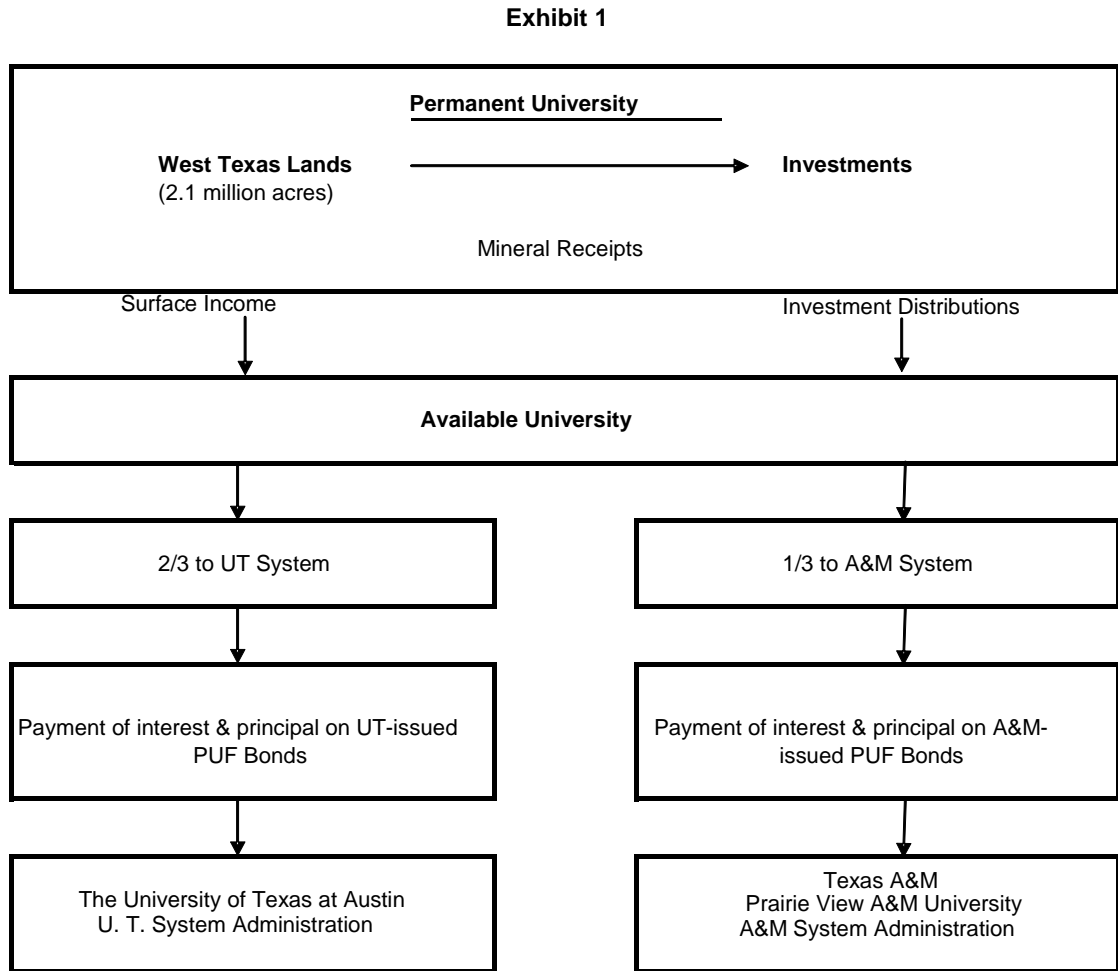 Exhibit 1
Permanent University
West Texas Lands
(2.1 million acres)
Investments
Mineral Receipts
Surface Income
Investment Distributions
Available University
2/3 to UT System
1/3 to A&M System
Payment of interest & principal on UT-issued
PUF Bonds
Payment of interest & principal on A&M-
issued PUF Bonds
The University of Texas at Austin
U. T. System Administration
Texas A&M
Prairie View A&M University
A&M System Administration